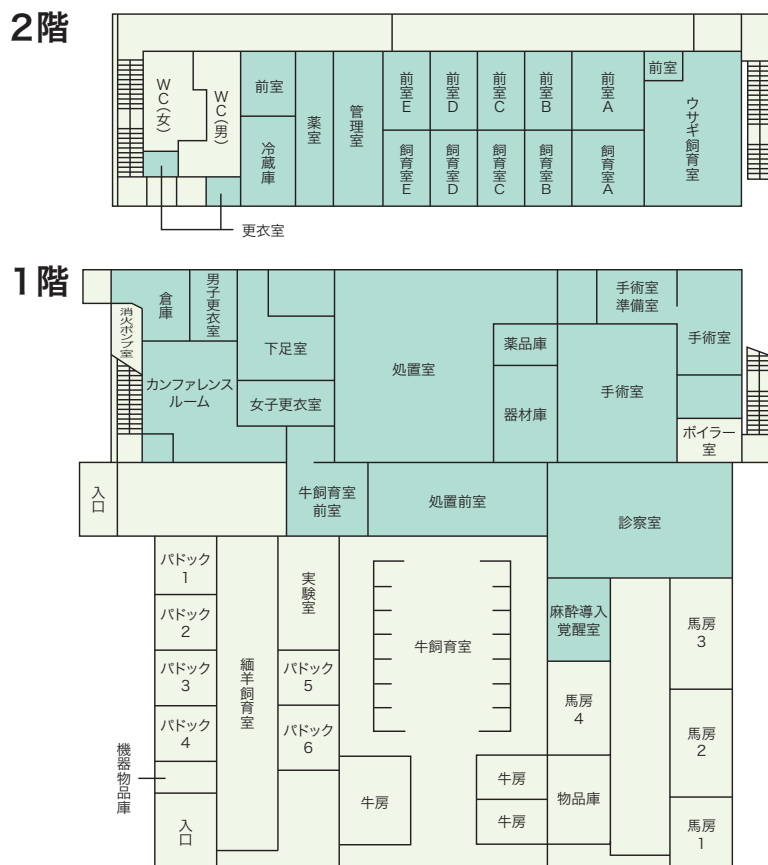 2階
WC(女)
WC(男)
前室
冷蔵庫
薬室
管理室
前室E
前室D
前室C
前室B
前室A
前室
飼育室E
飼育室D
飼育室C
飼育室B
飼育室A
ウサギ飼育室
更衣室
1階
消火ポンプ室
倉庫
男子更衣室
下足室
カンファレンス
ルーム
女子更衣室
処置室
薬品庫
器材庫
手術室
準備室
手術室
手術室
ボイラー
室
入口
牛飼育室
前室
処置前室
診察室
パドック
1
パドック
2
パドック
3
パドック
4
機器物品庫
入口
緬羊飼育室
実験室
パドック
5
パドック
6
牛飼育室
牛房
牛房
牛房
麻酔導入
覚醒室
馬房
4
物品庫
馬房
3
馬房
2
馬房
1